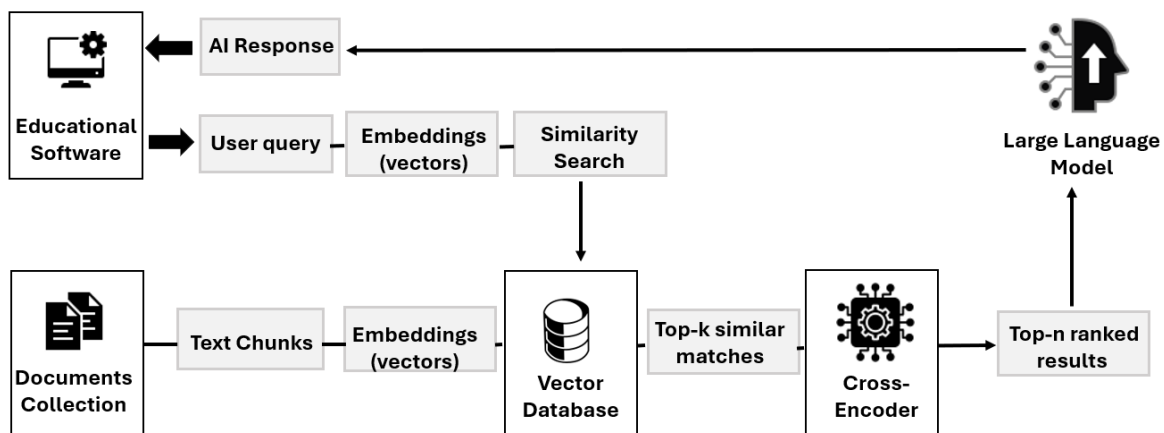 AI Response
Educational
Software
User query
Embeddings
(vectors)
Similarity
Search
Large Language
Model
Documents
Collection
Text Chunks
Embeddings
(vectors)
Vector
Database
Top-k similar
matches
Cross-
Encoder
Top-n ranked
results